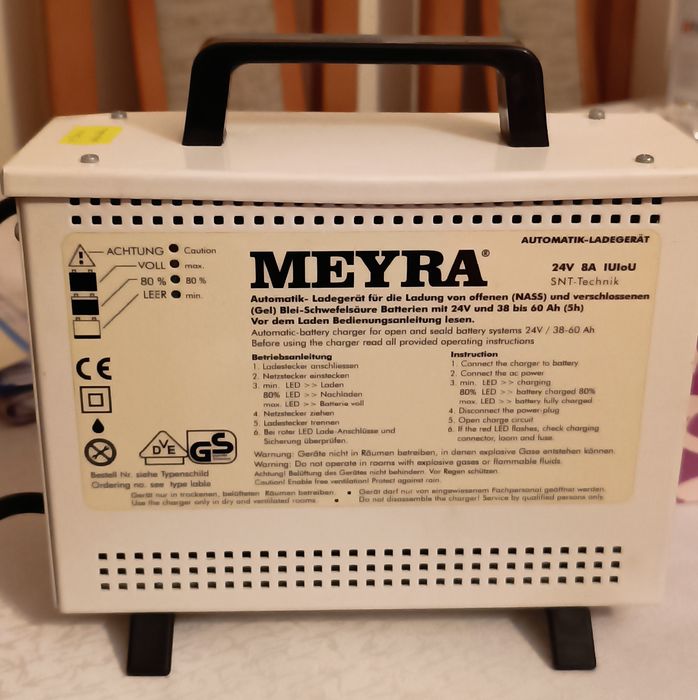 ACHTUNG Caution
VOLL max.
80 % 80 %
LEER min.
MEYRA®
AUTOMATIK-LADEGERÄT
24V 8A IUIoU
SNT-Technik
Automatik- Ladegerät für die Ladung von offenen (NASS) und verschlossenen
(Gel) Blei-Schwefelsäure Batterien mit 24V und 38 bis 60 Ah (5h)
Vor dem Laden Bedienungsanleitung lesen.
Automatic-battery charger for open and seald battery systems 24V / 38-60 Ah
Before using the charger read all provided operating instructions
Betriebsanleitung
1. Ladestecker anschliessen
2. Netzstecker einstecken
3. min. LED >> Laden
80% LED >> Nachladen
max. LED >> Batterie voll
4. Netzstecker ziehen
5. Ladestecker trennen
6. Bei roter LED Lade-Anschlüsse und
Sicherung überprüfen.
Instruction
1. Connect the charger to battery
2. Connect the ac power
3. min. LED >> charging
80% LED >> battery charged 80%
max. LED >> battery fully charged
4. Disconnect the power-plug
5. Open charge circuit
6. If the red LED flashes, check charging
connector, loom and fuse.
CE
DVE
GS
Bestell Nr. siehe Typenschild
Ordering no. see type lable
Warnung: Geräte nicht in Räumen betreiben, in denen explosive Gase entstehen können.
Warning: Do not operate in rooms with explosive gases or flammable fluids.
Achtung! Belüftung des Gerätes nicht behindern. Vor Regen schützen.
Caution! Enable free ventilation! Protect against rain.
Gerät nur in trockenen, belüfteten Räumen betreiben. • Gerät darf nur von eingewiesenem Fachpersonal geöffnet werden.
Use the charger only in dry and ventilated rooms. • Do not disassemble the charger! Service by qualified persons only.